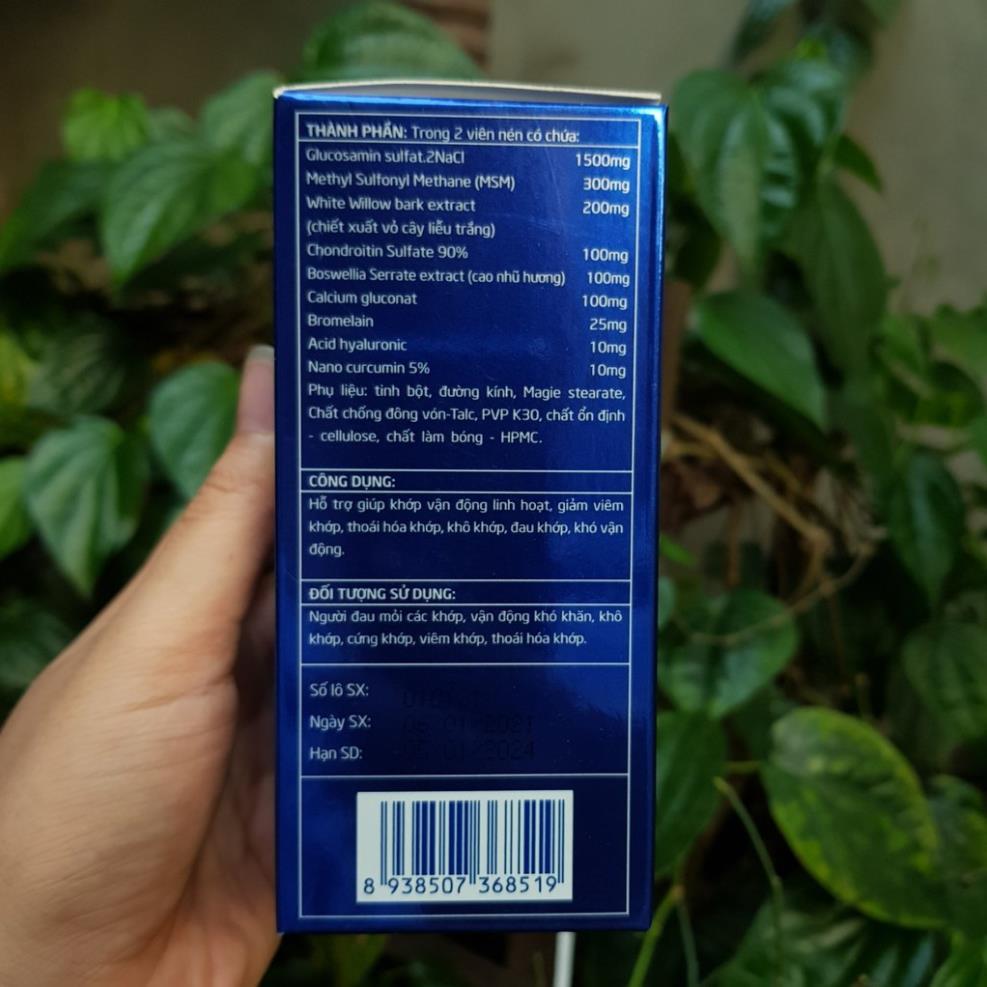 THÀNH PHẦN: Trong 2 viên nén có chứa:
Glucosamin sulfat.2NaCl 1500mg
Methyl Sulfonyl Methane (MSM) 300mg
White Willow bark extract 200mg
(chiết xuất vỏ cây liễu trắng)
Chondroitin Sulfate 90% 100mg
Boswellia Serrate extract (cao nhũ hương) 100mg
Calcium gluconat 100mg
Bromelain 25mg
Acid hyaluronic 10mg
Nano curcumin 5% 10mg
Phụ liệu: tinh bột, đường kính, Magie stearate,
Chất chống đông vón-Talc, PVP K30, chất ổn định
- cellulose, chất làm bóng - HPMC.
CÔNG DỤNG:
Hỗ trợ giúp khớp vận động linh hoạt, giảm viêm
khớp, thoái hóa khớp, khô khớp, đau khớp, khó vận
động.
ĐỐI TƯỢNG SỬ DỤNG:
Người đau mỏi các khớp, vận động khó khăn, khô
khớp, cứng khớp, viêm khớp, thoái hóa khớp.
Số lô SX:
Ngày SX: 06 01/2021
Hạn SD: 05 01/2024
8 938507 368519